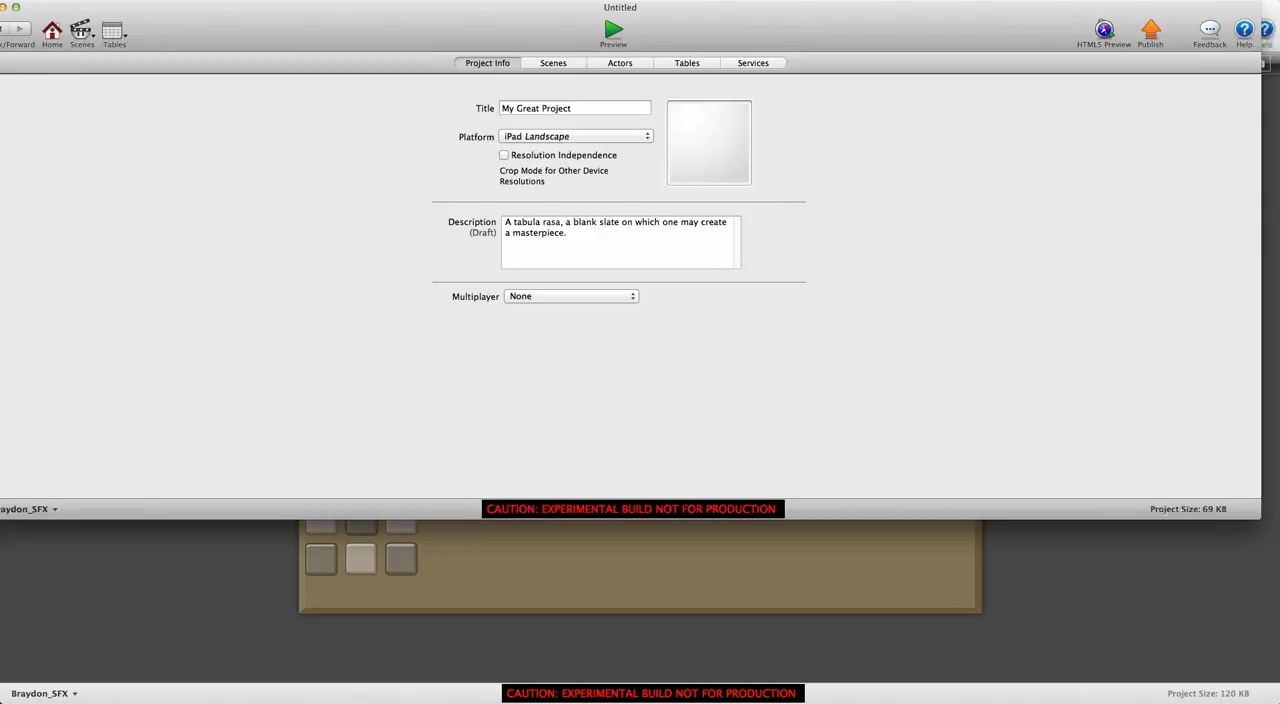 Untitled
k/Forward Home Scenes Tables Preview HTML5 Preview Publish Feedback Help
Project Info Scenes Actors Tables Services
Title My Great Project
Platform iPad Landscape
Resolution Independence
Crop Mode for Other Device
Resolutions
Description A tabula rasa, a blank slate on which one may create
(Draft) a masterpiece.
Multiplayer None
aydon_SFX CAUTION: EXPERIMENTAL BUILD NOT FOR PRODUCTION Project Size: 69 KB
Braydon_SFX CAUTION: EXPERIMENTAL BUILD NOT FOR PRODUCTION Project Size: 120 KB